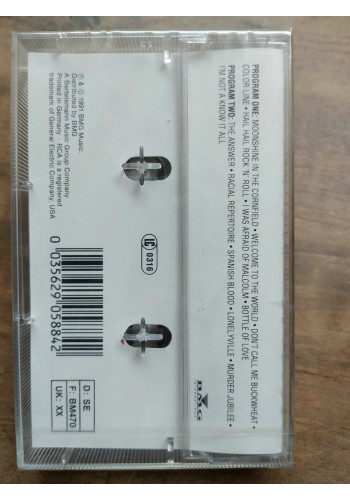 PROGRAM ONE: MOONSHINE IN THE CORNFIELD • WELCOME TO THE WORLD • DON'T CALL ME BUCKWHEAT •
COLOR LINE • HAIL HAIL ROCK 'N' ROLL • I WAS AFRAID OF MALCOLM • BOTTLE OF LOVE
PROGRAM TWO: THE ANSWER • RACIAL REPERTOIRE • SPANISH BLOOD • LONELYVILLE • MURDER JUBILEE •
I'M NOT A KNOW IT ALL
BMG
LC 0316
℗ & © 1991 BMG Music.
Distributed by BMG
A Bertelsmann Music Group Company
Printed in Germany RCA is a registered
trademark of General Electric Company, USA
0 035629 058842
D: SE
F: BM470
UK: XX